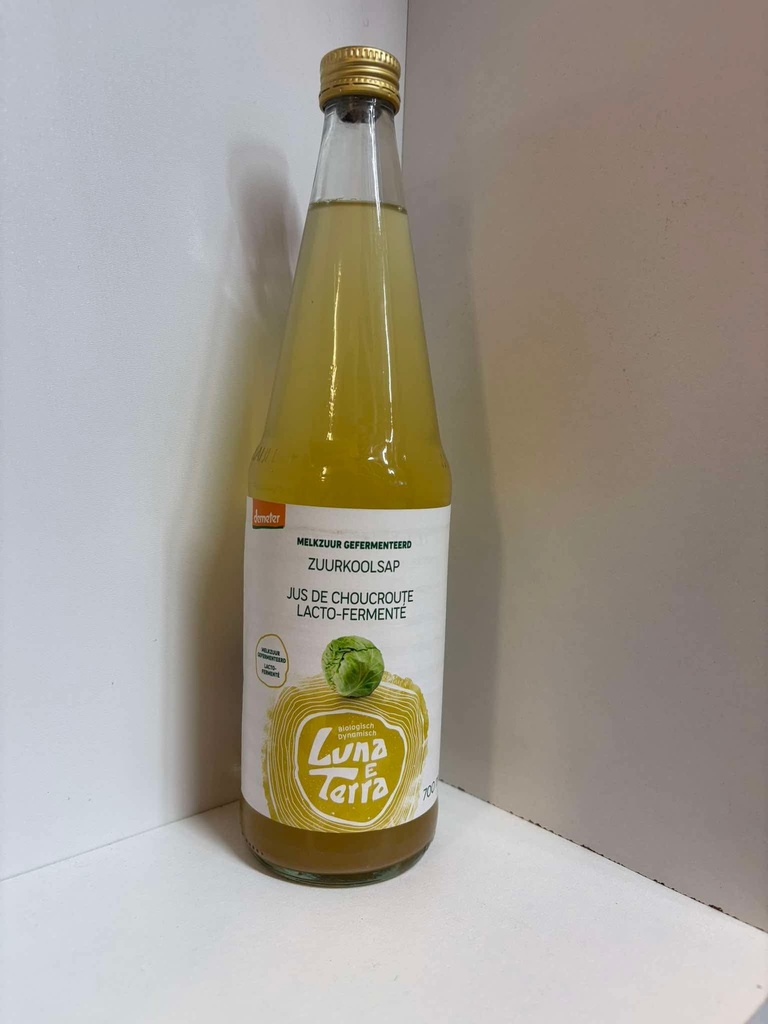 demeter
MELKZUUR GEFERMENTEERD
ZUURKOOLSAP
JUS DE CHOUCROUTE
LACTO-FERMENTÉ
MELKZUUR
GEFERMENTEERD
LACTO-
FERMENTÉ
Biologisch
Dynamisch
Luna
E
Terra
700